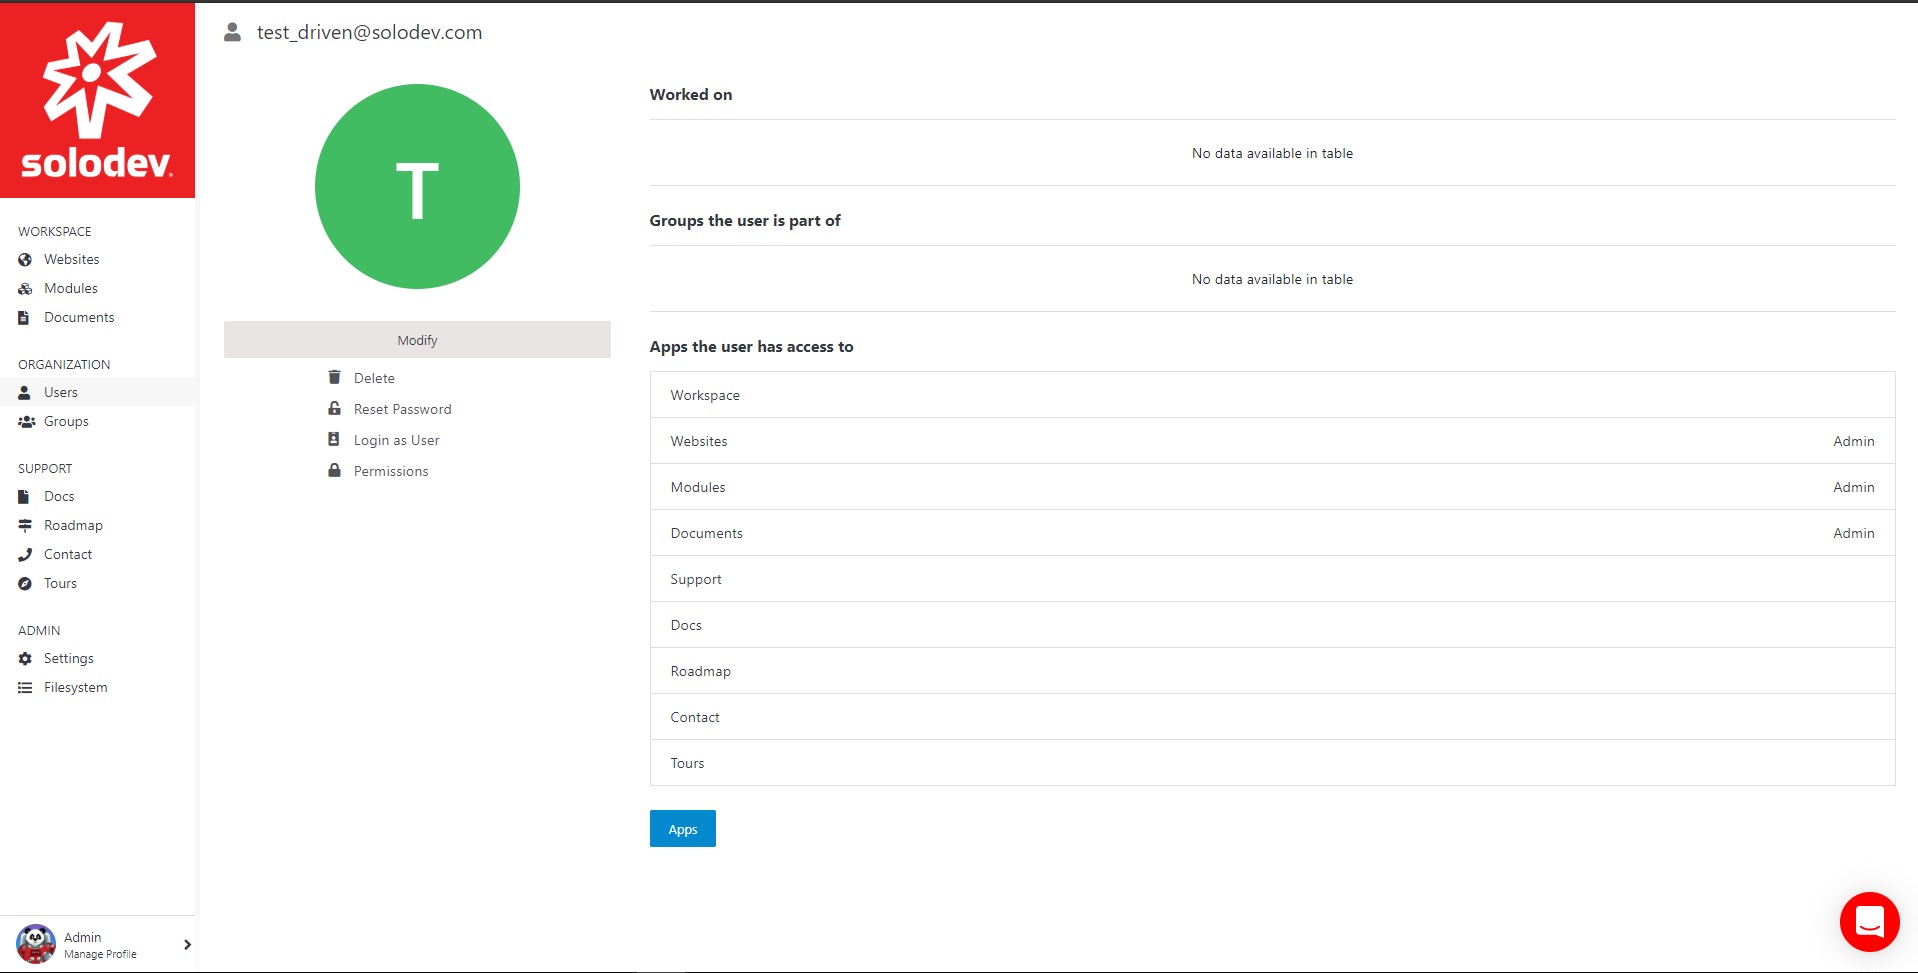 solodev
WORKSPACE
Websites
Modules
Documents
ORGANIZATION
Users
Groups
SUPPORT
Docs
Roadmap
Contact
Tours
ADMIN
Settings
Filesystem
Admin
Manage Profile
test_driven@solodev.com
T
Modify
Delete
Reset Password
Login as User
Permissions
Worked on
No data available in table
Groups the user is part of
No data available in table
Apps the user has access to
Workspace
Websites Admin
Modules Admin
Documents Admin
Support
Docs
Roadmap
Contact
Tours
Apps